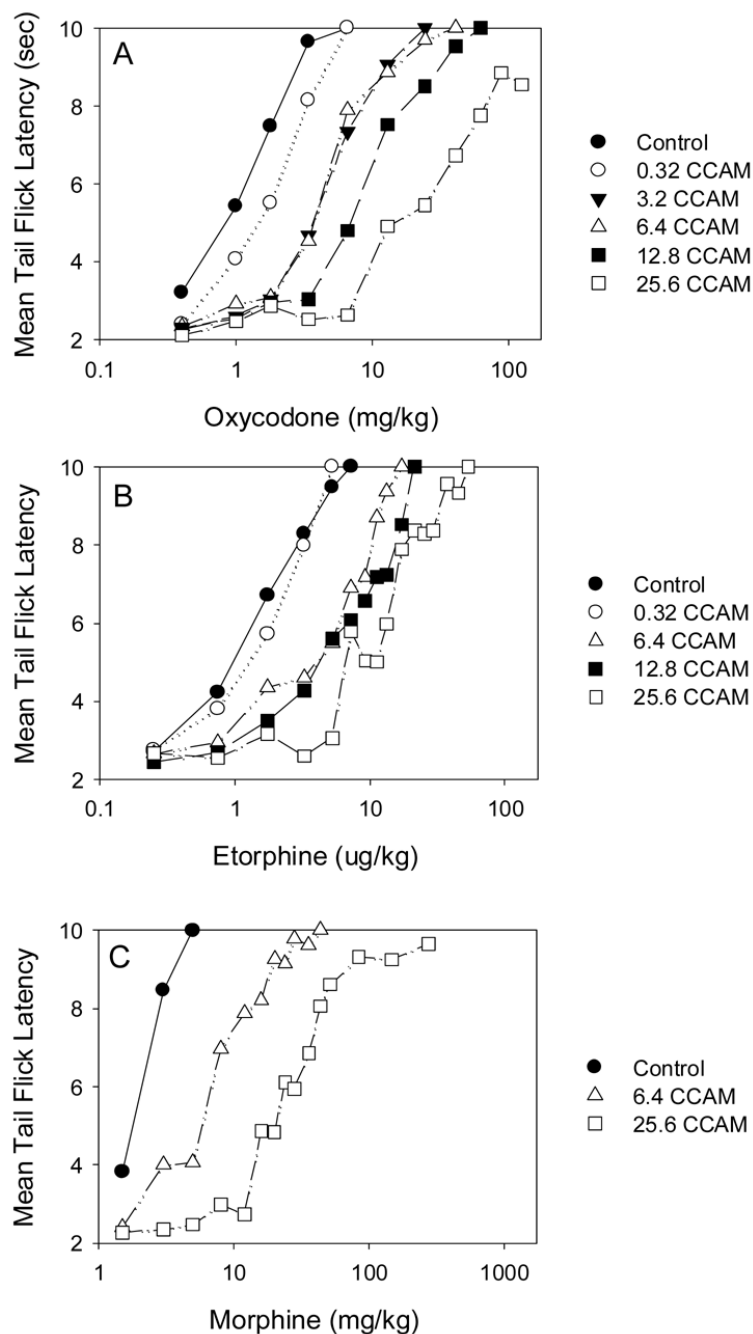 A
Mean Tail Flick Latency (sec)
10
8
6
4
2
0.1
1
10
100
Oxycodone (mg/kg)
Control
0.32 CCAM
3.2 CCAM
6.4 CCAM
12.8 CCAM
25.6 CCAM
B
Mean Tail Flick Latency
10
8
6
4
2
0.1
1
10
100
Etorphine (ug/kg)
Control
0.32 CCAM
6.4 CCAM
12.8 CCAM
25.6 CCAM
C
Mean Tail Flick Latency
10
8
6
4
2
1
10
100
1000
Morphine (mg/kg)
Control
6.4 CCAM
25.6 CCAM